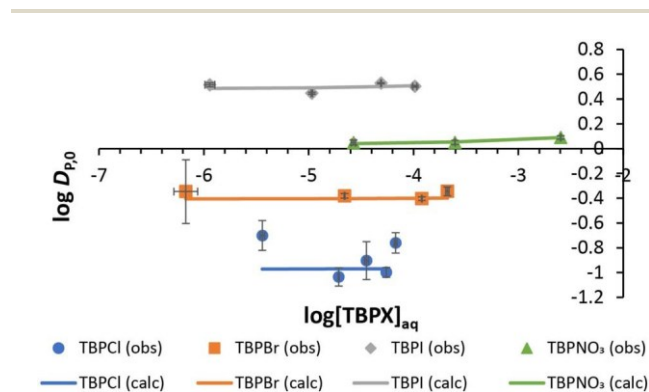 0.8
0.6
0.4
0.2
0
-7 -6 -5 -4 -3 -2
-0.2
-0.4
-0.6
-0.8
-1
-1.2
log D_P,0
log[TBPX]aq
TBPCl (obs) TBPBr (obs) TBPI (obs) TBPNO₃ (obs)
TBPCl (calc) TBPBr (calc) TBPI (calc) TBPNO₃ (calc)